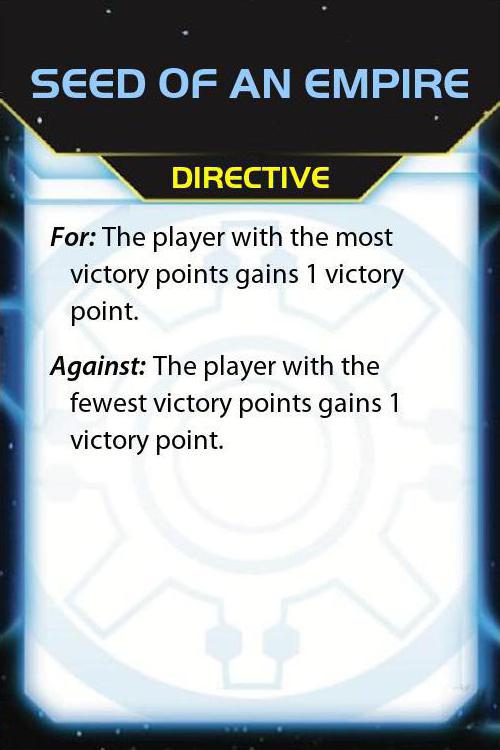 SEED OF AN EMPIRE
DIRECTIVE
For: The player with the most
victory points gains 1 victory
point.
Against: The player with the
fewest victory points gains 1
victory point.